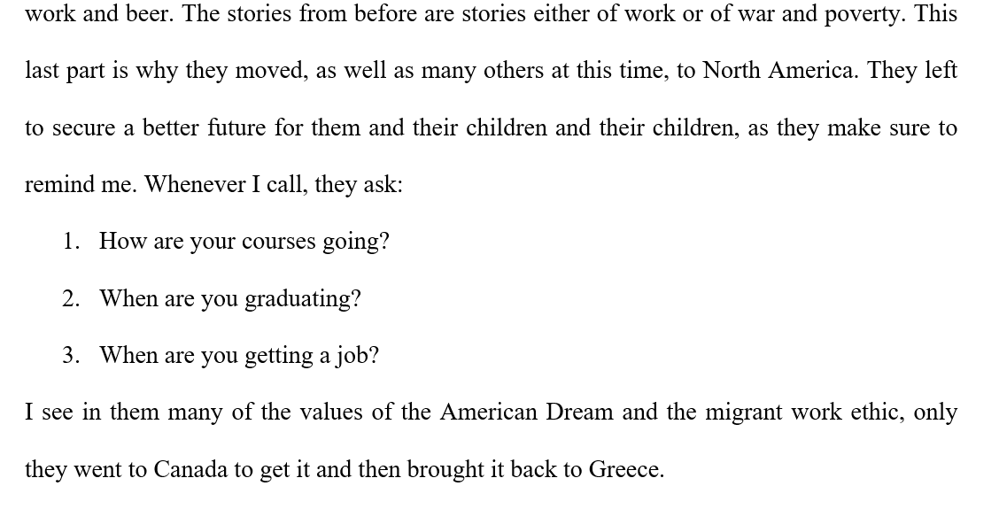 work and beer. The stories from before are stories either of work or of war and poverty. This
last part is why they moved, as well as many others at this time, to North America. They left
to secure a better future for them and their children and their children, as they make sure to
remind me. Whenever I call, they ask:
1. How are your courses going?
2. When are you graduating?
3. When are you getting a job?
I see in them many of the values of the American Dream and the migrant work ethic, only
they went to Canada to get it and then brought it back to Greece.